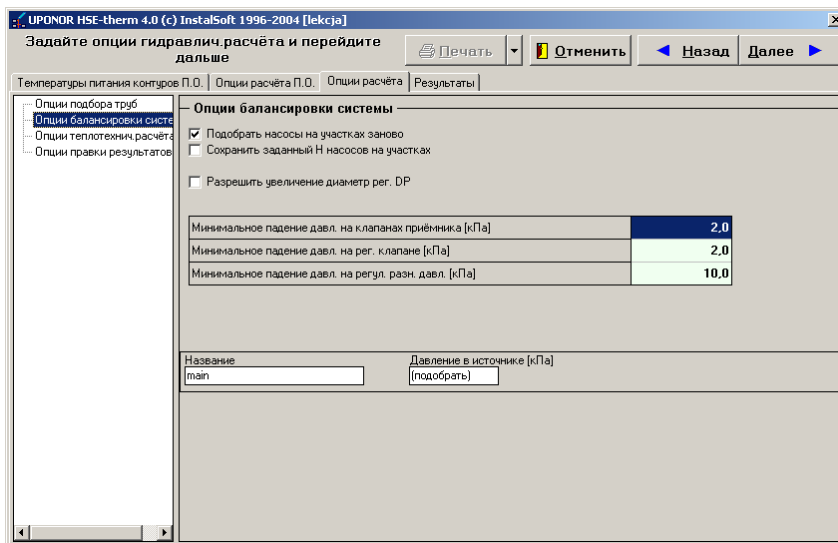 UPONOR HSE-therm 4.0 (c) InstalSoft 1996-2004 [lekcja]
Задайте опции гидравлич.расчёта и перейдите
дальше
Печать
Отменить
Назад
Далее
Температуры питания контуров П.О.
Опции расчёта П.О.
Опции расчёта
Результаты
Опции подбора труб
Опции балансировки систе
Опции теплотехнич.расчёта
Опции правки результатов
Опции балансировки системы
Подобрать насосы на участках заново
Сохранить заданный Н насосов на участках
Разрешить увеличение диаметр рег. DP
Минимальное падение давл. на клапанах приёмника [кПа] 2,0
Минимальное падение давл. на рег. клапане [кПа] 2,0
Минимальное падение давл. на регул. разн. давл. [кПа] 10,0
Название
main
Давление в источнике [кПа]
(подобрать)